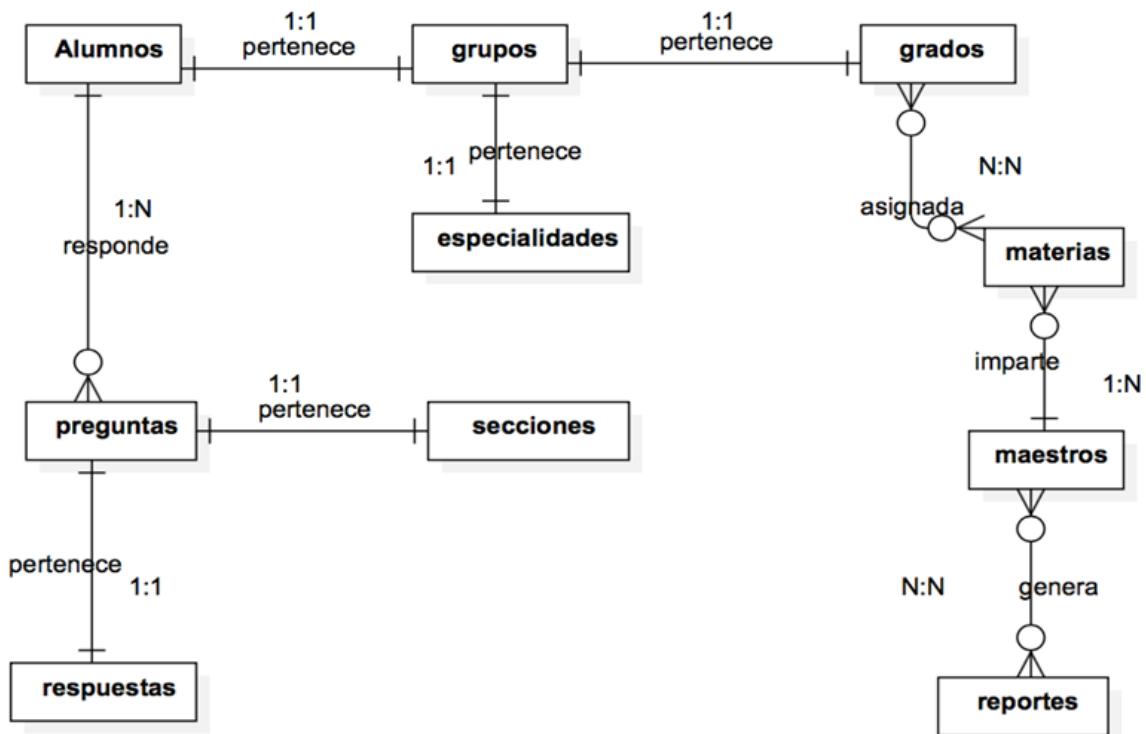 1:1
pertenece
1:1
pertenece
Alumnos
grupos
grados
pertenece
1:1
N:N
asignada
1:N
responde
especialidades
materias
imparte
1:N
1:1
pertenece
preguntas
secciones
maestros
pertenece
1:1
N:N
genera
respuestas
reportes